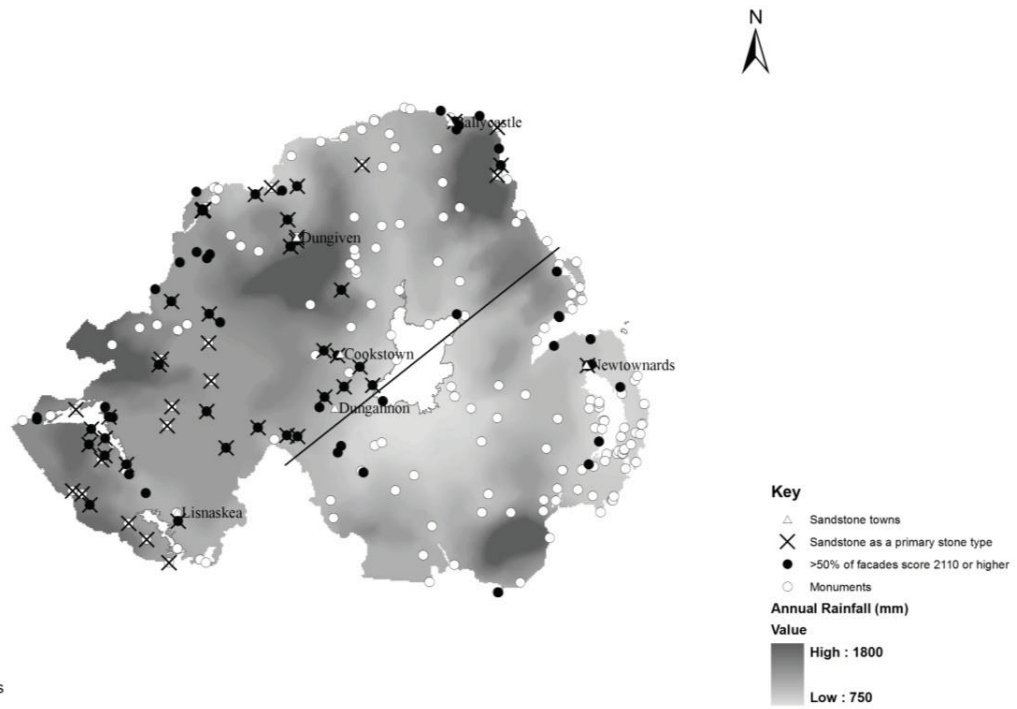 N
Ballycastle
Dungiven
Cookstown
Newtownards
Dungannon
Lisnaskea
Key
Sandstone towns
Sandstone as a primary stone type
>50% of facades score 2110 or higher
Monuments
Annual Rainfall (mm)
Value
High : 1800
Low : 750
s